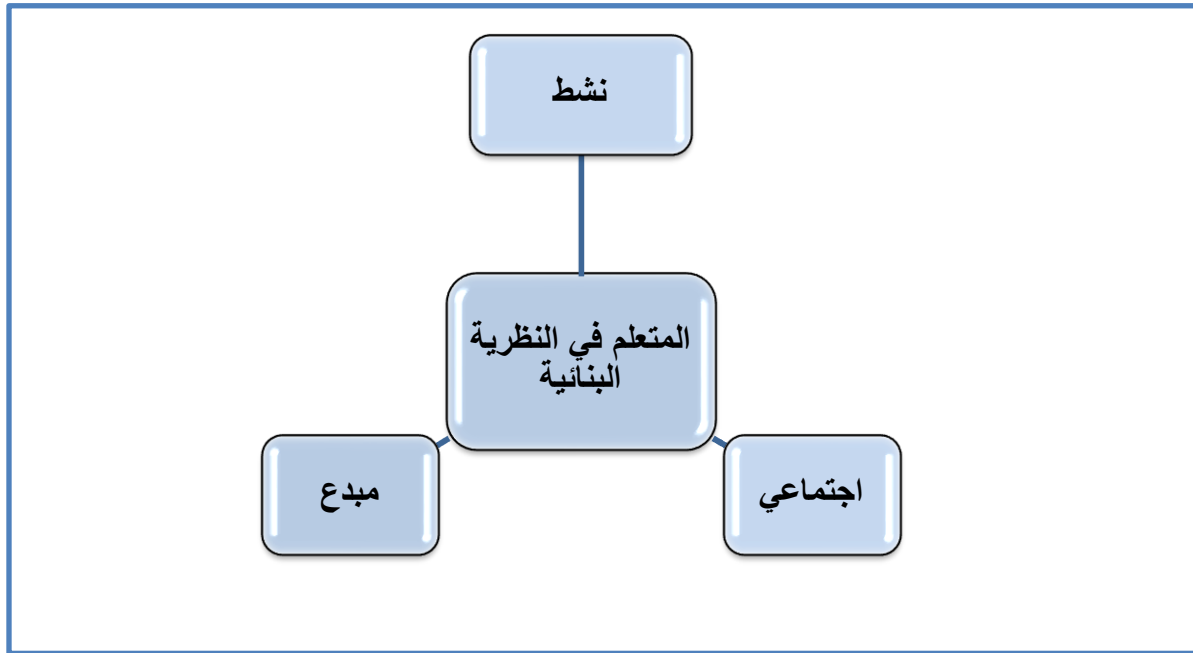 نشط
المتعلم في النظرية
البنائية
اجتماعي
مبدع